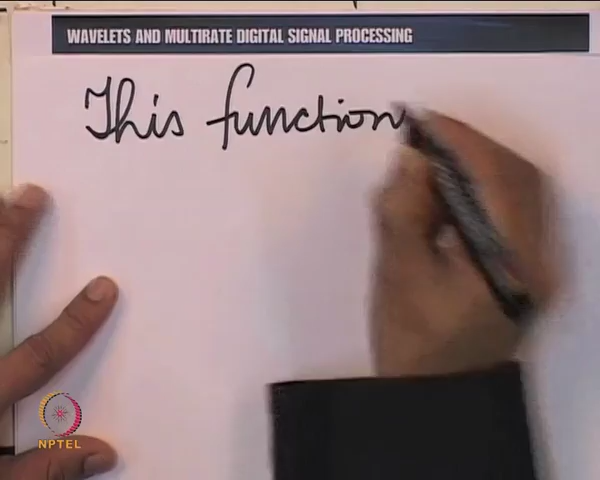 WAVELETS AND MULTIRATE DIGITAL SIGNAL PROCESSING
This function
NPTEL